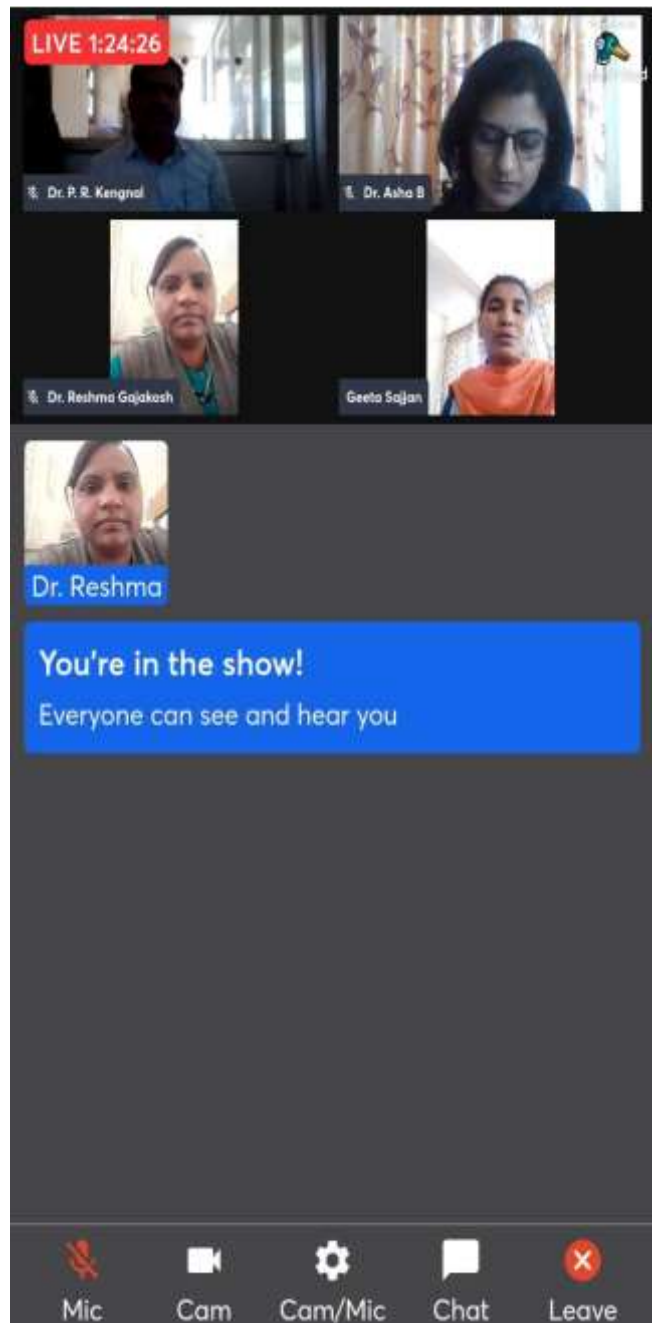 LIVE 1:24:26
Dr. P. R. Kengnal
Dr. Asha B
Dr. Reshma Gajakosh
Geeta Sajjan
Dr. Reshma
You're in the show!
Everyone can see and hear you
Mic Cam Cam/Mic Chat Leave